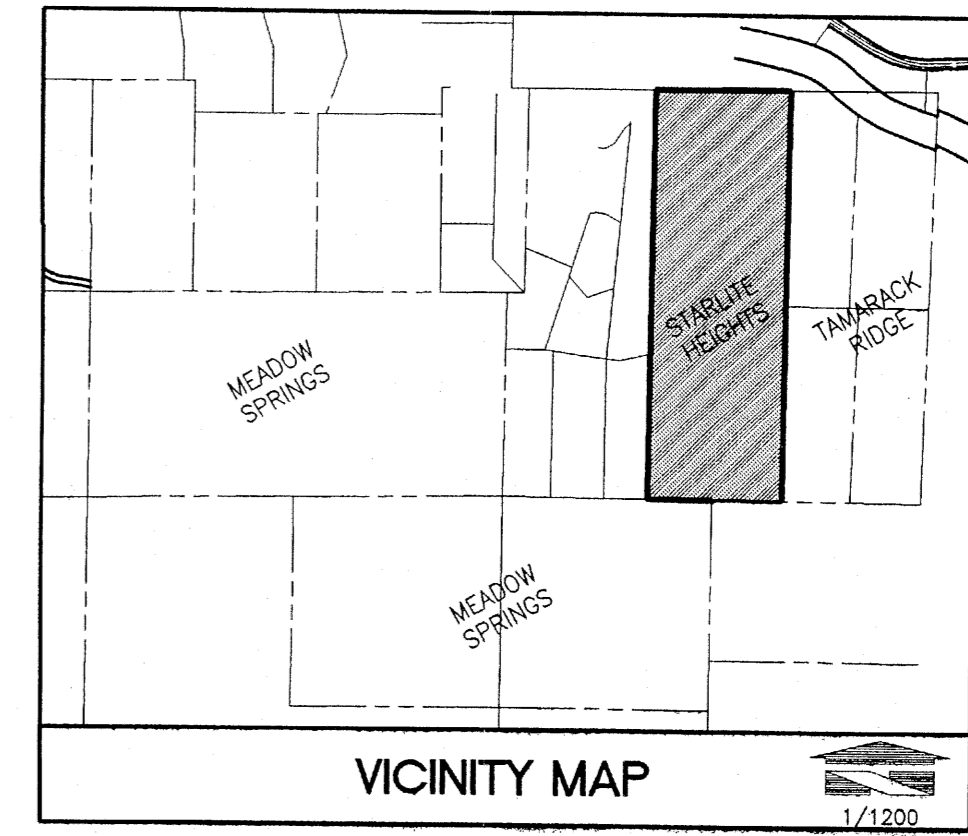 STARLITE
HEIGHTS
TAMARACK
RIDGE
MEADOW
SPRINGS
MEADOW
SPRINGS
VICINITY MAP
1/1200